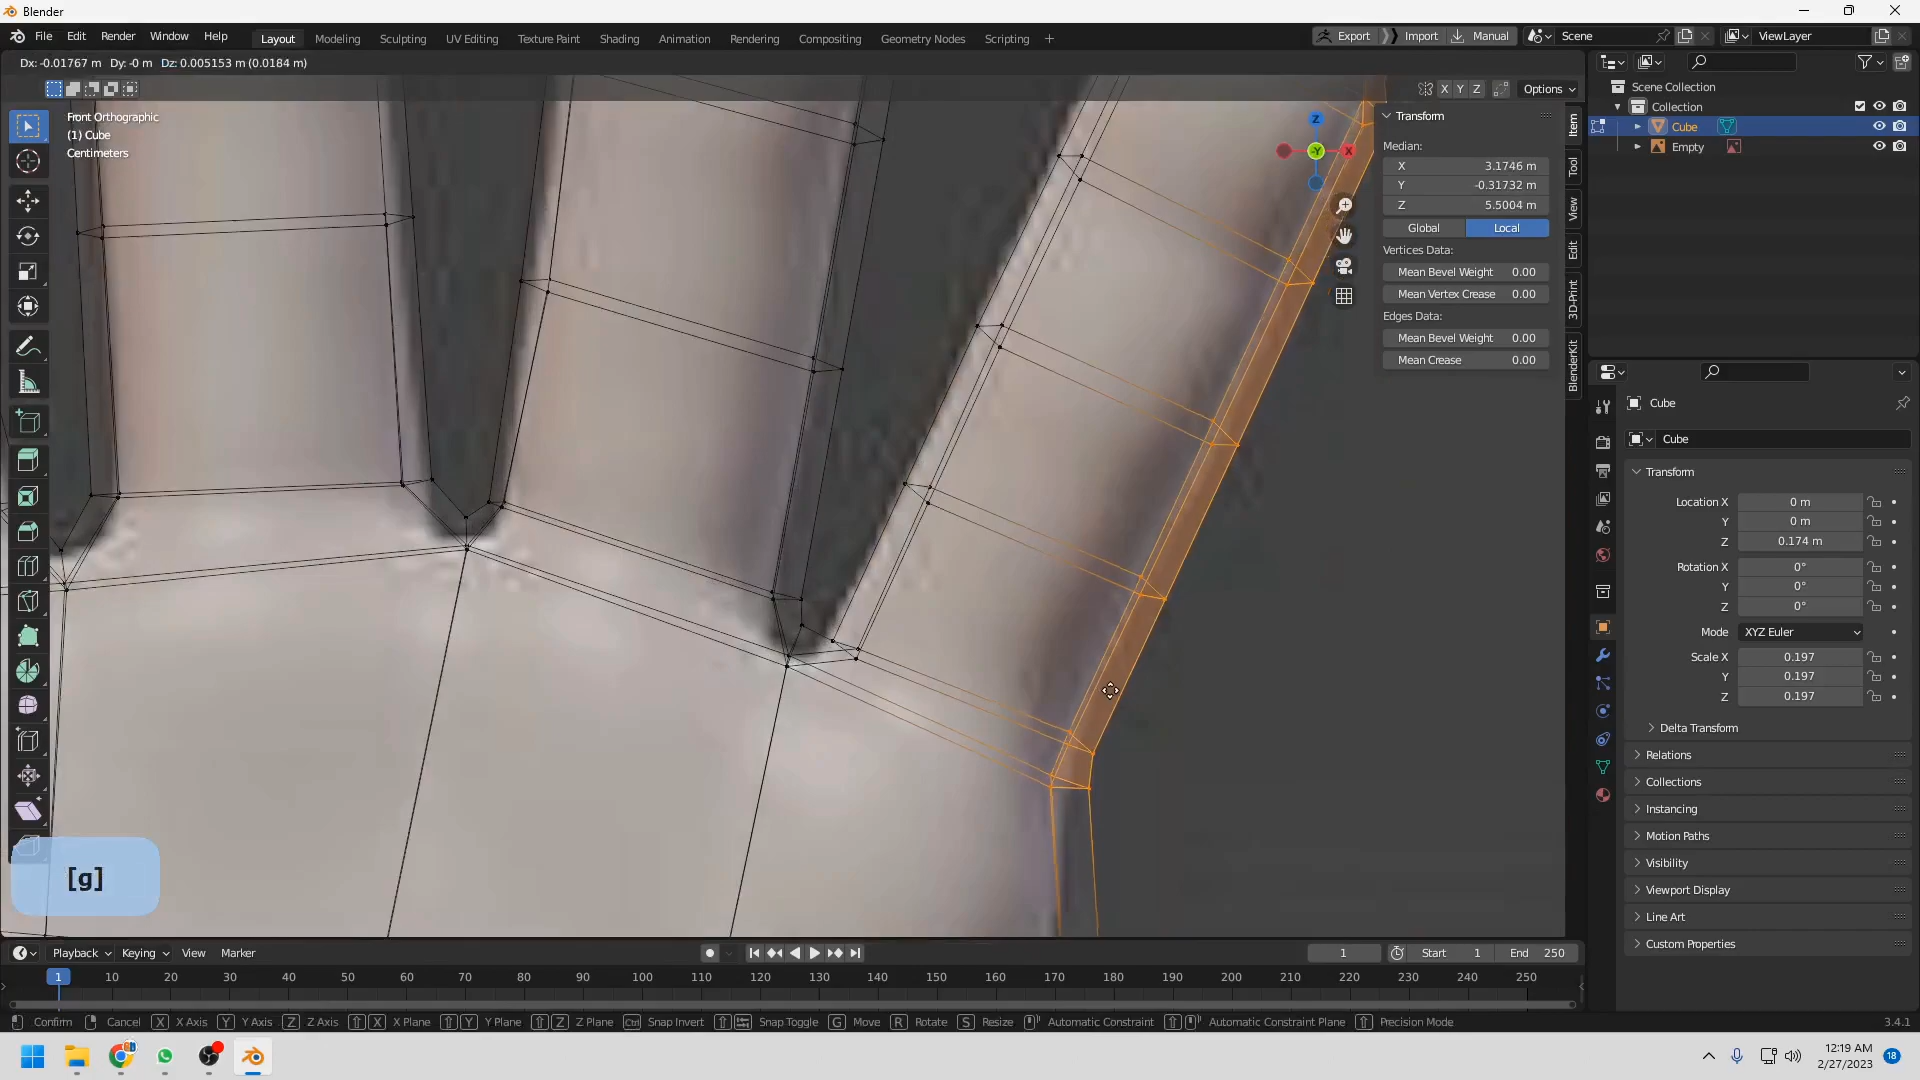 Blender
File Edit Render Window Help Layout Modeling Sculpting UV Editing Texture Paint Shading Animation Rendering Compositing Geometry Nodes Scripting + Export Import Manual Scene ViewLayer
Dx: -0.01767 m Dy: -0 m Dz: 0.005153 m (0.0184 m)
X Y Z Options
Front Orthographic
(1) Cube
Centimeters
Z
-Y
X
Transform
Median:
X 3.1746 m
Y -0.31732 m
Z 5.5004 m
Global Local
Vertices Data:
Mean Bevel Weight 0.00
Mean Vertex Crease 0.00
Edges Data:
Mean Bevel Weight 0.00
Mean Crease 0.00
Item
Tool
View
Edit
3D-Print
BlenderKit
Scene Collection
Collection
Cube
Empty
Cube
Cube
Transform
Location X 0 m
Y 0 m
Z 0.174 m
Rotation X 0°
Y 0°
Z 0°
Mode XYZ Euler
Scale X 0.197
Y 0.197
Z 0.197
Delta Transform
Relations
Collections
Instancing
Motion Paths
Visibility
Viewport Display
Line Art
Custom Properties
[g]
Playback Keying View Marker 1 Start 1 End 250
1 10 20 30 40 50 60 70 80 90 100 110 120 130 140 150 160 170 180 190 200 210 220 230 240 250
Confirm Cancel X X Axis Y Y Axis Z Z Axis X X Plane Y Y Plane Z Z Plane Ctrl Snap Invert Snap Toggle G Move R Rotate S Resize Automatic Constraint Automatic Constraint Plane Precision Mode 3.4.1
12:19 AM
2/27/2023
18